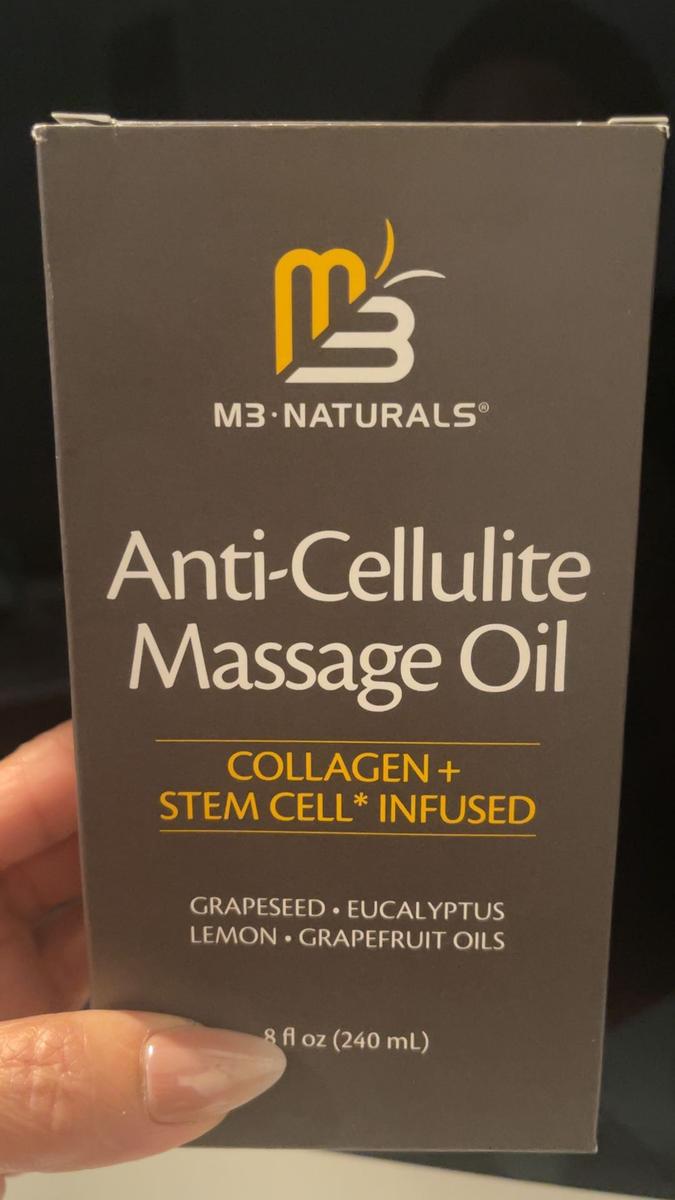 M3
M3·NATURALS®
Anti-Cellulite
Massage Oil
COLLAGEN +
STEM CELL* INFUSED
GRAPESEED • EUCALYPTUS
LEMON • GRAPEFRUIT OILS
8 fl oz (240 mL)